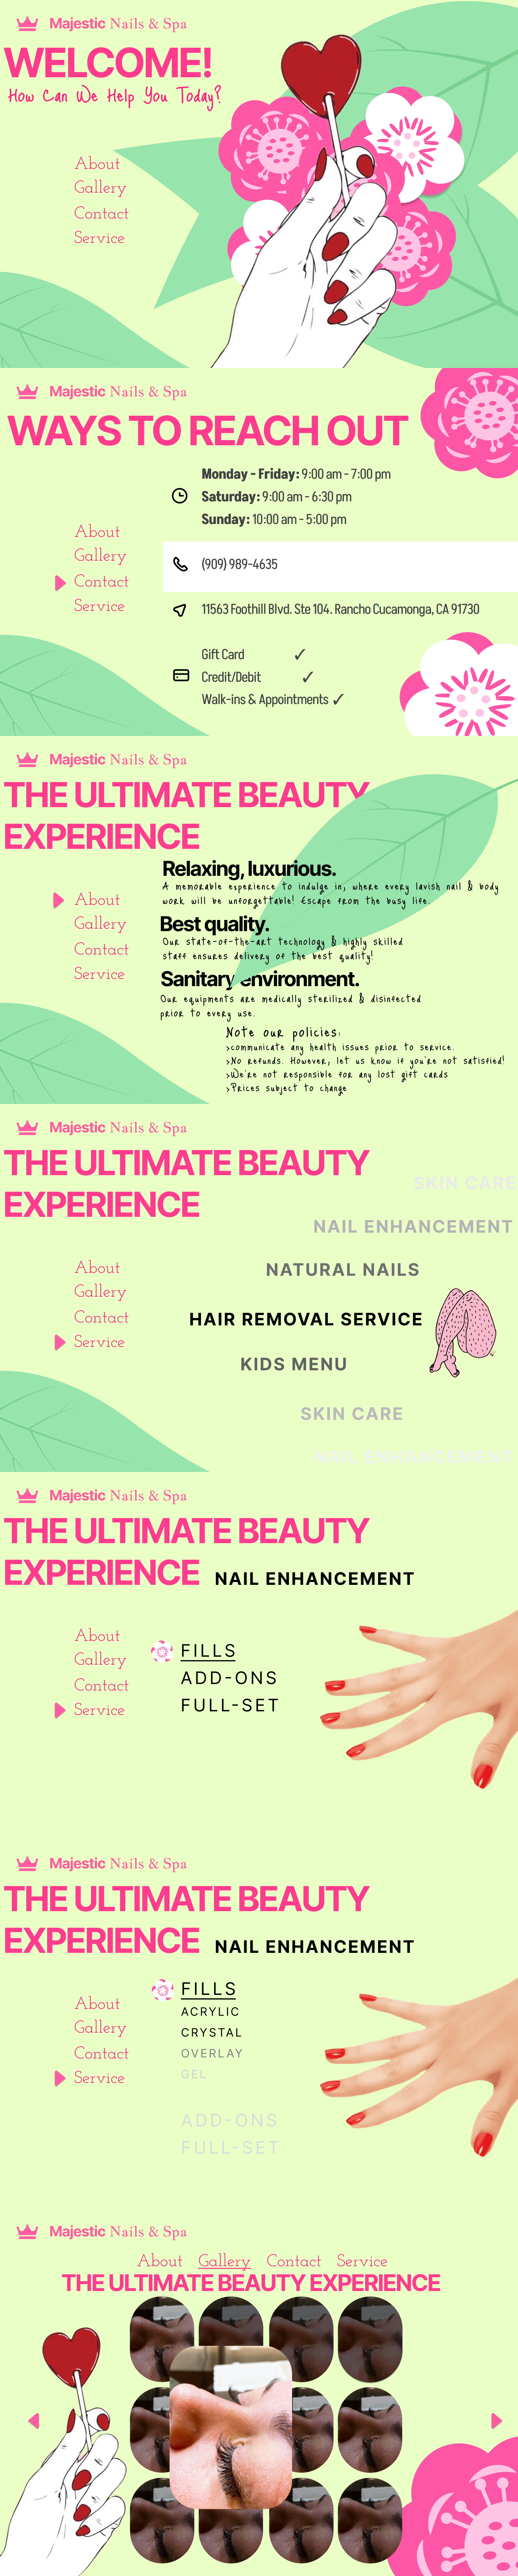 Majestic Nails & Spa
WELCOME!
How Can We Help You Today?
About
Gallery
Contact
Service
Majestic Nails & Spa
WAYS TO REACH OUT
Monday - Friday: 9:00 am - 7:00 pm
Saturday: 9:00 am - 6:30 pm
Sunday: 10:00 am - 5:00 pm
About
Gallery
Contact
Service
(909) 989-4635
11563 Foothill Blvd. Ste 104. Rancho Cucamonga, CA 91730
Gift Card ✓
Credit/Debit ✓
Walk-ins & Appointments ✓
Majestic Nails & Spa
THE ULTIMATE BEAUTY
EXPERIENCE
About
Gallery
Contact
Service
Relaxing, luxurious.
A memorable experience to indulge in; where every lavish nail & body
work will be unforgettable! Escape from the busy life.
Best quality.
Our state-of-the-art technology & highly skilled
staff ensures delivery of the best quality!
Sanitary environment.
Our equipments are medically sterilized & disinfected
prior to every use.
Note our policies:
>communicate any health issues prior to service.
>No refunds. However, let us know if you're not satisfied!
>We're not responsible for any lost gift cards
>Prices subject to change
Majestic Nails & Spa
THE ULTIMATE BEAUTY
EXPERIENCE
About
Gallery
Contact
Service
SKIN CARE
NAIL ENHANCEMENT
NATURAL NAILS
HAIR REMOVAL SERVICE
KIDS MENU
SKIN CARE
NAIL ENHANCEMENT
Majestic Nails & Spa
THE ULTIMATE BEAUTY
EXPERIENCE NAIL ENHANCEMENT
About
Gallery
Contact
Service
FILLS
ADD-ONS
FULL-SET
Majestic Nails & Spa
THE ULTIMATE BEAUTY
EXPERIENCE NAIL ENHANCEMENT
About
Gallery
Contact
Service
FILLS
ACRYLIC
CRYSTAL
OVERLAY
GEL
ADD-ONS
FULL-SET
Majestic Nails & Spa
About Gallery Contact Service
THE ULTIMATE BEAUTY EXPERIENCE